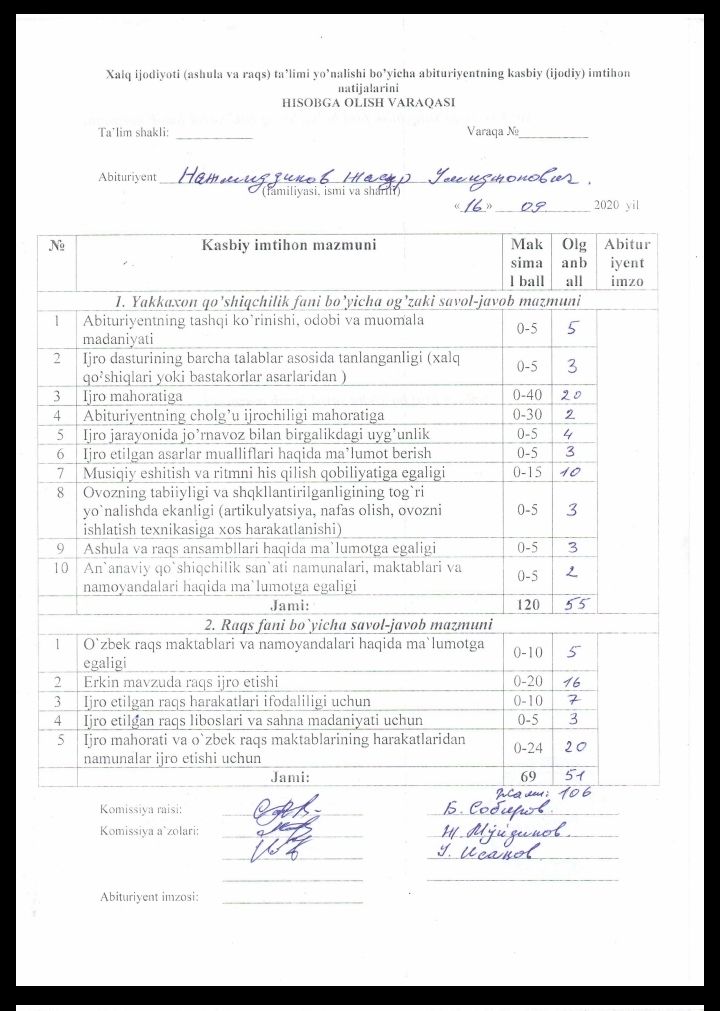 Xalq ijodiyoti (ashula va raqs) ta'limi yo'nalishi bo'yicha abituriyentning kasbiy (ijodiy) imtihon
natijalarini
HISOBGA OLISH VARAQASI
Ta'lim shakli: ____________ Varaqa №___________
Abituriyent Нажмиддинов Жасур
(familiyasi, ismi va sharifi)
« 16 » 09 2020 yil
№ Kasbiy imtihon mazmuni Mak Olg Abitur
sima anb iyent
l ball all imzo
1. Yakkaxon qo'shiqchilik fani bo'yicha og'zaki savol-javob mazmuni
1 Abituriyentning tashqi ko'rinishi, odobi va muomala
madaniyati 0-5 5
2 Ijro dasturining barcha talablar asosida tanlanganligi (xalq
qo'shiqlari yoki bastakorlar asarlaridan ) 0-5 3
3 Ijro mahoratiga 0-40 20
4 Abituriyentning cholg'u ijrochiligi mahoratiga 0-30 2
5 Ijro jarayonida jo'rnavoz bilan birgalikdagi uyg'unlik 0-5 4
6 Ijro etilgan asarlar mualliflari haqida ma'lumot berish 0-5 3
7 Musiqiy eshitish va ritmni his qilish qobiliyatiga egaligi 0-15 10
8 Ovozning tabiiyligi va shqkllantirilganligining tog`ri
yo`nalishda ekanligi (artikulyatsiya, nafas olish, ovozni 0-5 3
ishlatish texnikasiga xos harakatlanishi)
9 Ashula va raqs ansambllari haqida ma`lumotga egaligi 0-5 3
10 An`anaviy qo`shiqchilik san`ati namunalari, maktablari va
namoyandalari haqida ma`lumotga egaligi 0-5 2
Jami: 120 55
2. Raqs fani bo`yicha savol-javob mazmuni
1 O`zbek raqs maktablari va namoyandalari haqida ma`lumotga
egaligi 0-10 5
2 Erkin mavzuda raqs ijro etishi 0-20 16
3 Ijro etilgan raqs harakatlari ifodaliligi uchun 0-10 7
4 Ijro etilgan raqs liboslari va sahna madaniyati uchun 0-5 3
5 Ijro mahorati va o`zbek raqs maktablarining harakatlaridan
namunalar ijro etishi uchun 0-24 20
Jami: 69 51
жами: 106
Komissiya raisi: Б. Собиров
Komissiya a`zolari: Ж. Мўйдинов.
У. Исақов
Abituriyent imzosi: